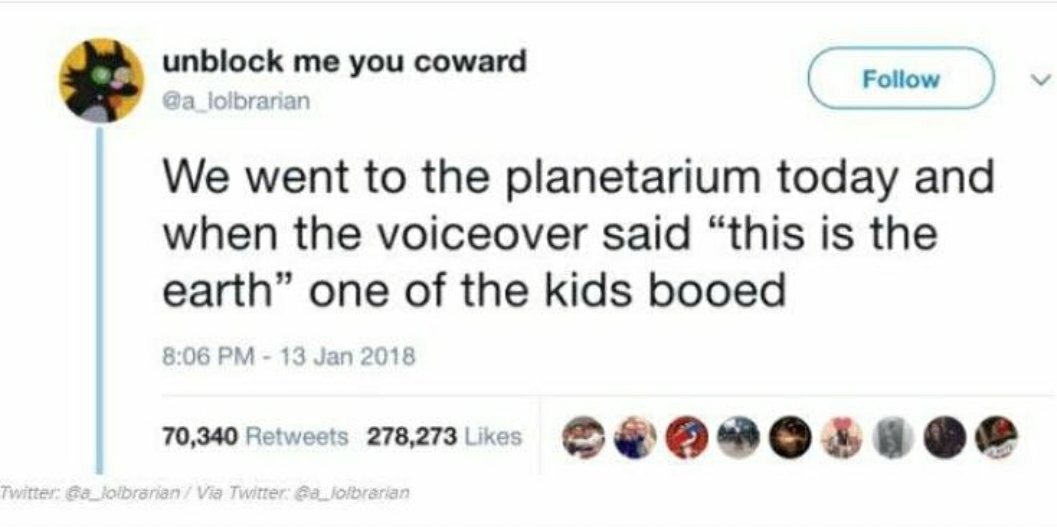 unblock me you coward
@a_lolbrarian
Follow
We went to the planetarium today and
when the voiceover said “this is the
earth” one of the kids booed
8:06 PM - 13 Jan 2018
70,340 Retweets 278,273 Likes
Twitter: @a_lolbrarian / Via Twitter: @a_lolbrarian